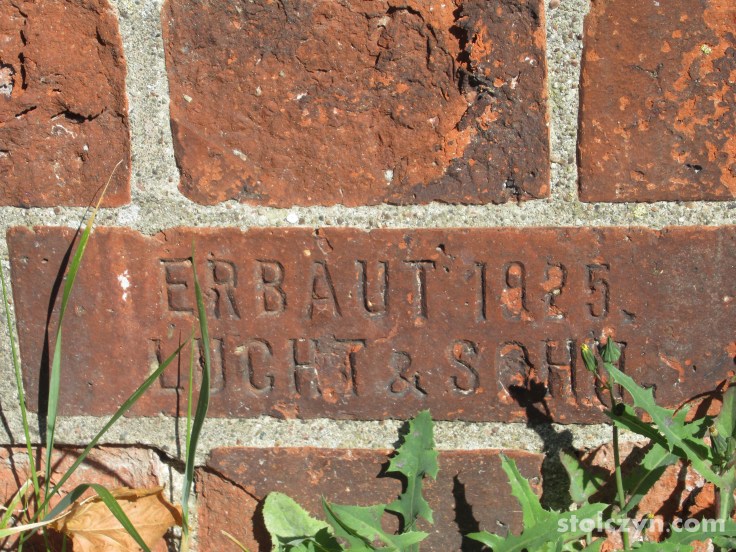 ERBAUT 1925.
LUCHT & SOHN.
stolczyn.com